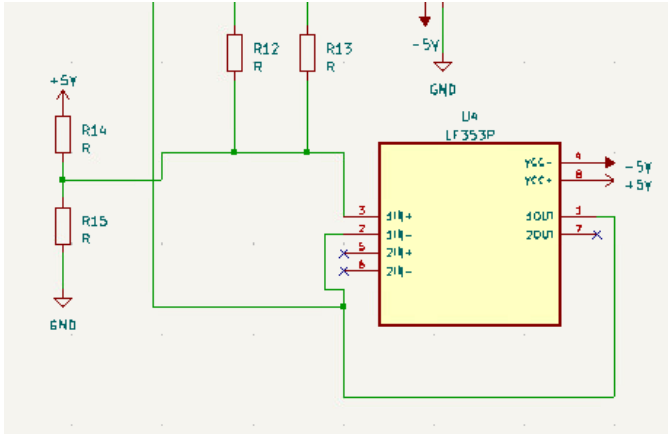 -5V
GND
R12
R
R13
R
+5V
R14
R
R15
R
GND
U4
LF353P
3
1IN+
2
1IN-
5
2IN+
6
2IN-
VCC-
4
-5V
VCC+
8
+5V
1OUT
1
2OUT
7